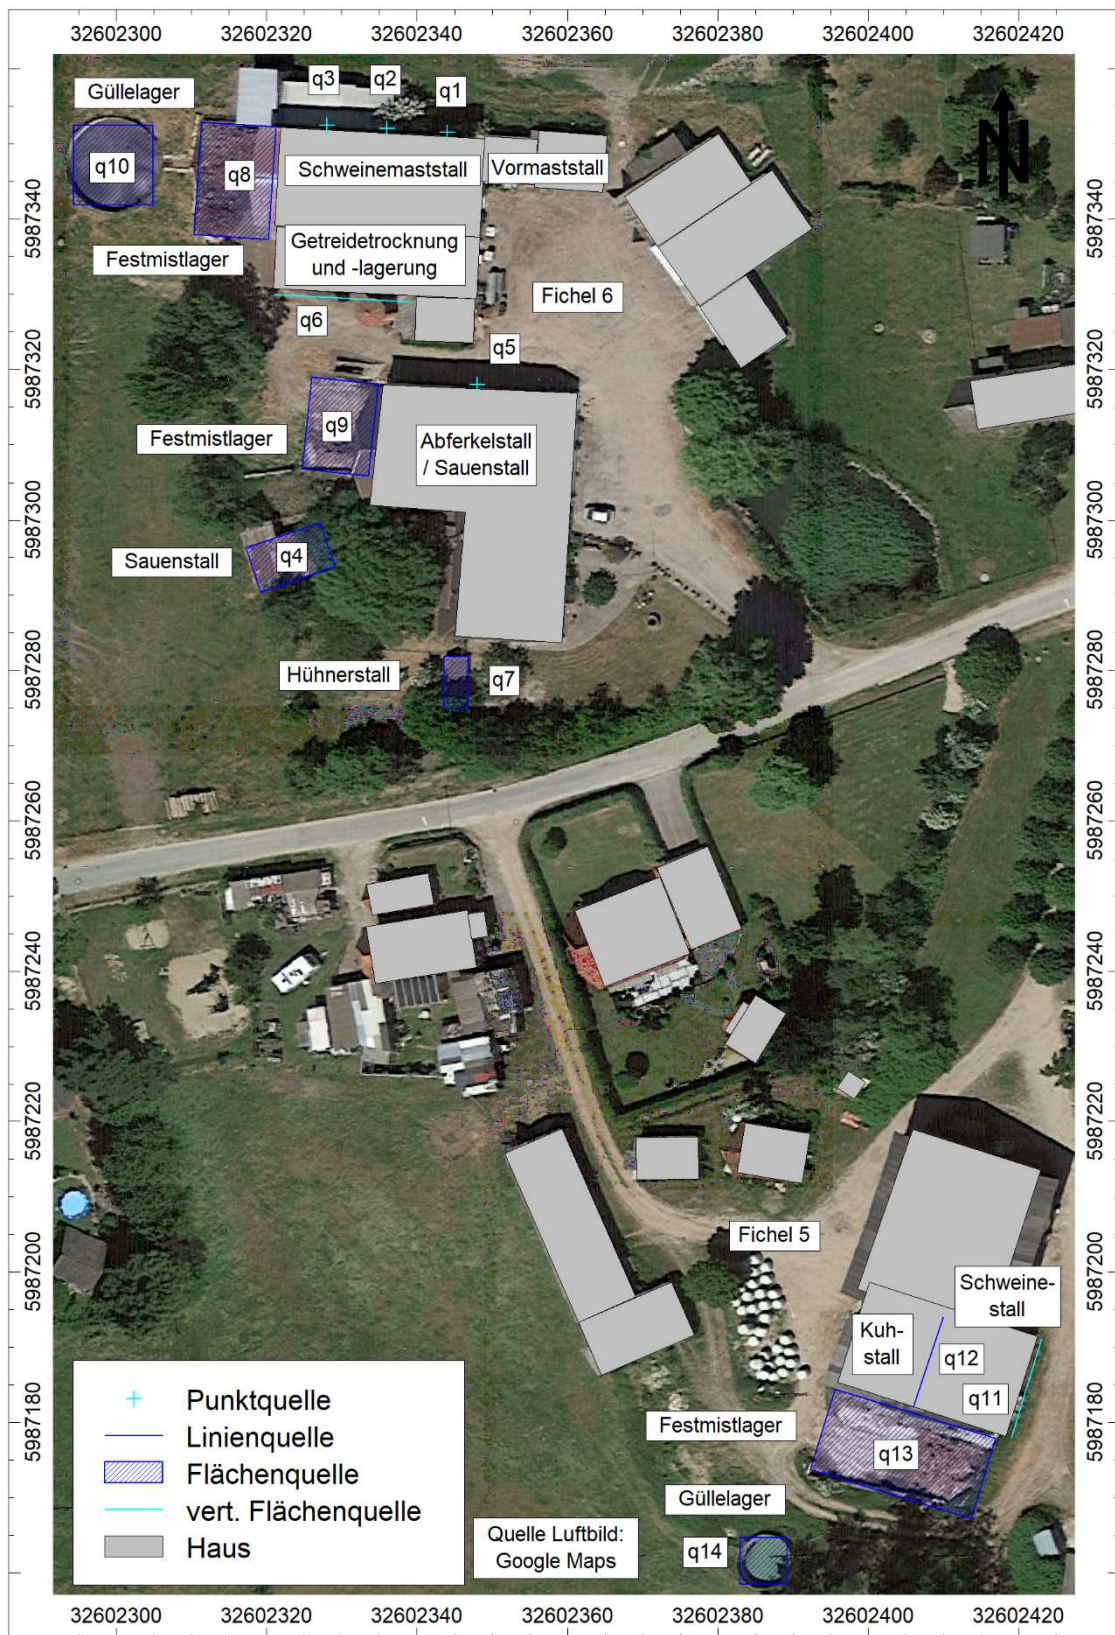 32602300 32602320 32602340 32602360 32602380 32602400 32602420
Güllelager
q3
q2
q1
q10
q8
Schweinemaststall
Vormaststall
N
5987340
5987340
Getreidetrocknung
und -lagerung
Festmistlager
Fichel 6
q6
q5
5987320
5987320
q9
Festmistlager
Abferkelstall
/ Sauenstall
5987300
5987300
Sauenstall
q4
Hühnerstall
q7
5987280
5987280
5987260
5987260
5987240
5987240
5987220
5987220
Fichel 5
5987200
5987200
Schweine-
stall
Kuh-
stall
q12
q11
5987180
5987180
Festmistlager
q13
Güllelager
q14
Quelle Luftbild:
Google Maps
Punktquelle
Linienquelle
Flächenquelle
vert. Flächenquelle
Haus
32602300 32602320 32602340 32602360 32602380 32602400 32602420